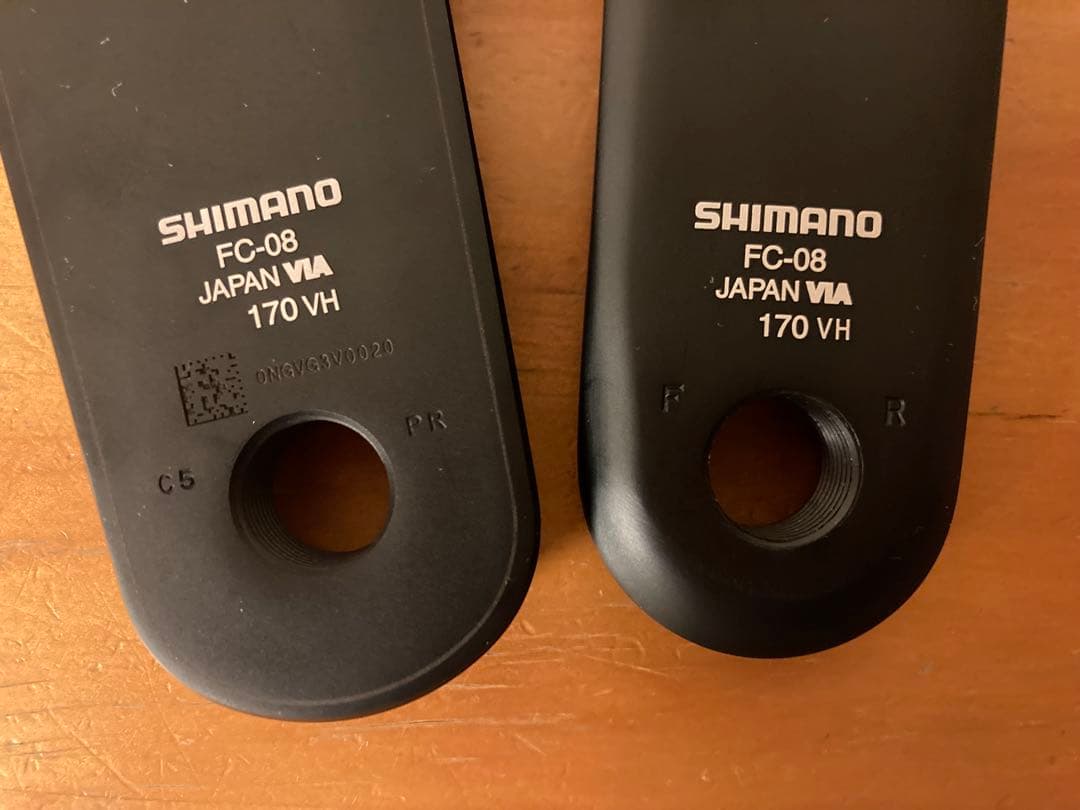 SHIMANO
FC-08
JAPAN VIA
170 VH
0NGVG3V0020
PR
C5
SHIMANO
FC-08
JAPAN VIA
170 VH
F R